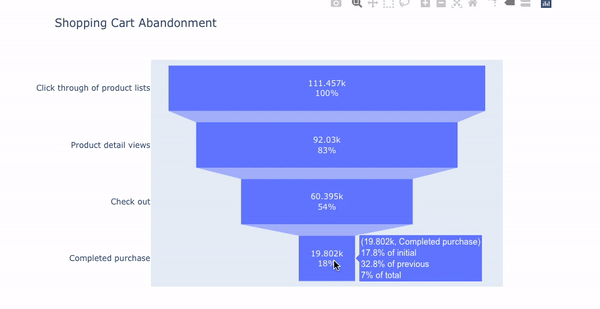 Shopping Cart Abandonment
Click through of product lists
111.457k
100%
Product detail views
92.03k
83%
Check out
60.395k
54%
Completed purchase
19.802k
18%
(19.802k, Completed purchase)
17.8% of initial
32.8% of previous
7% of total